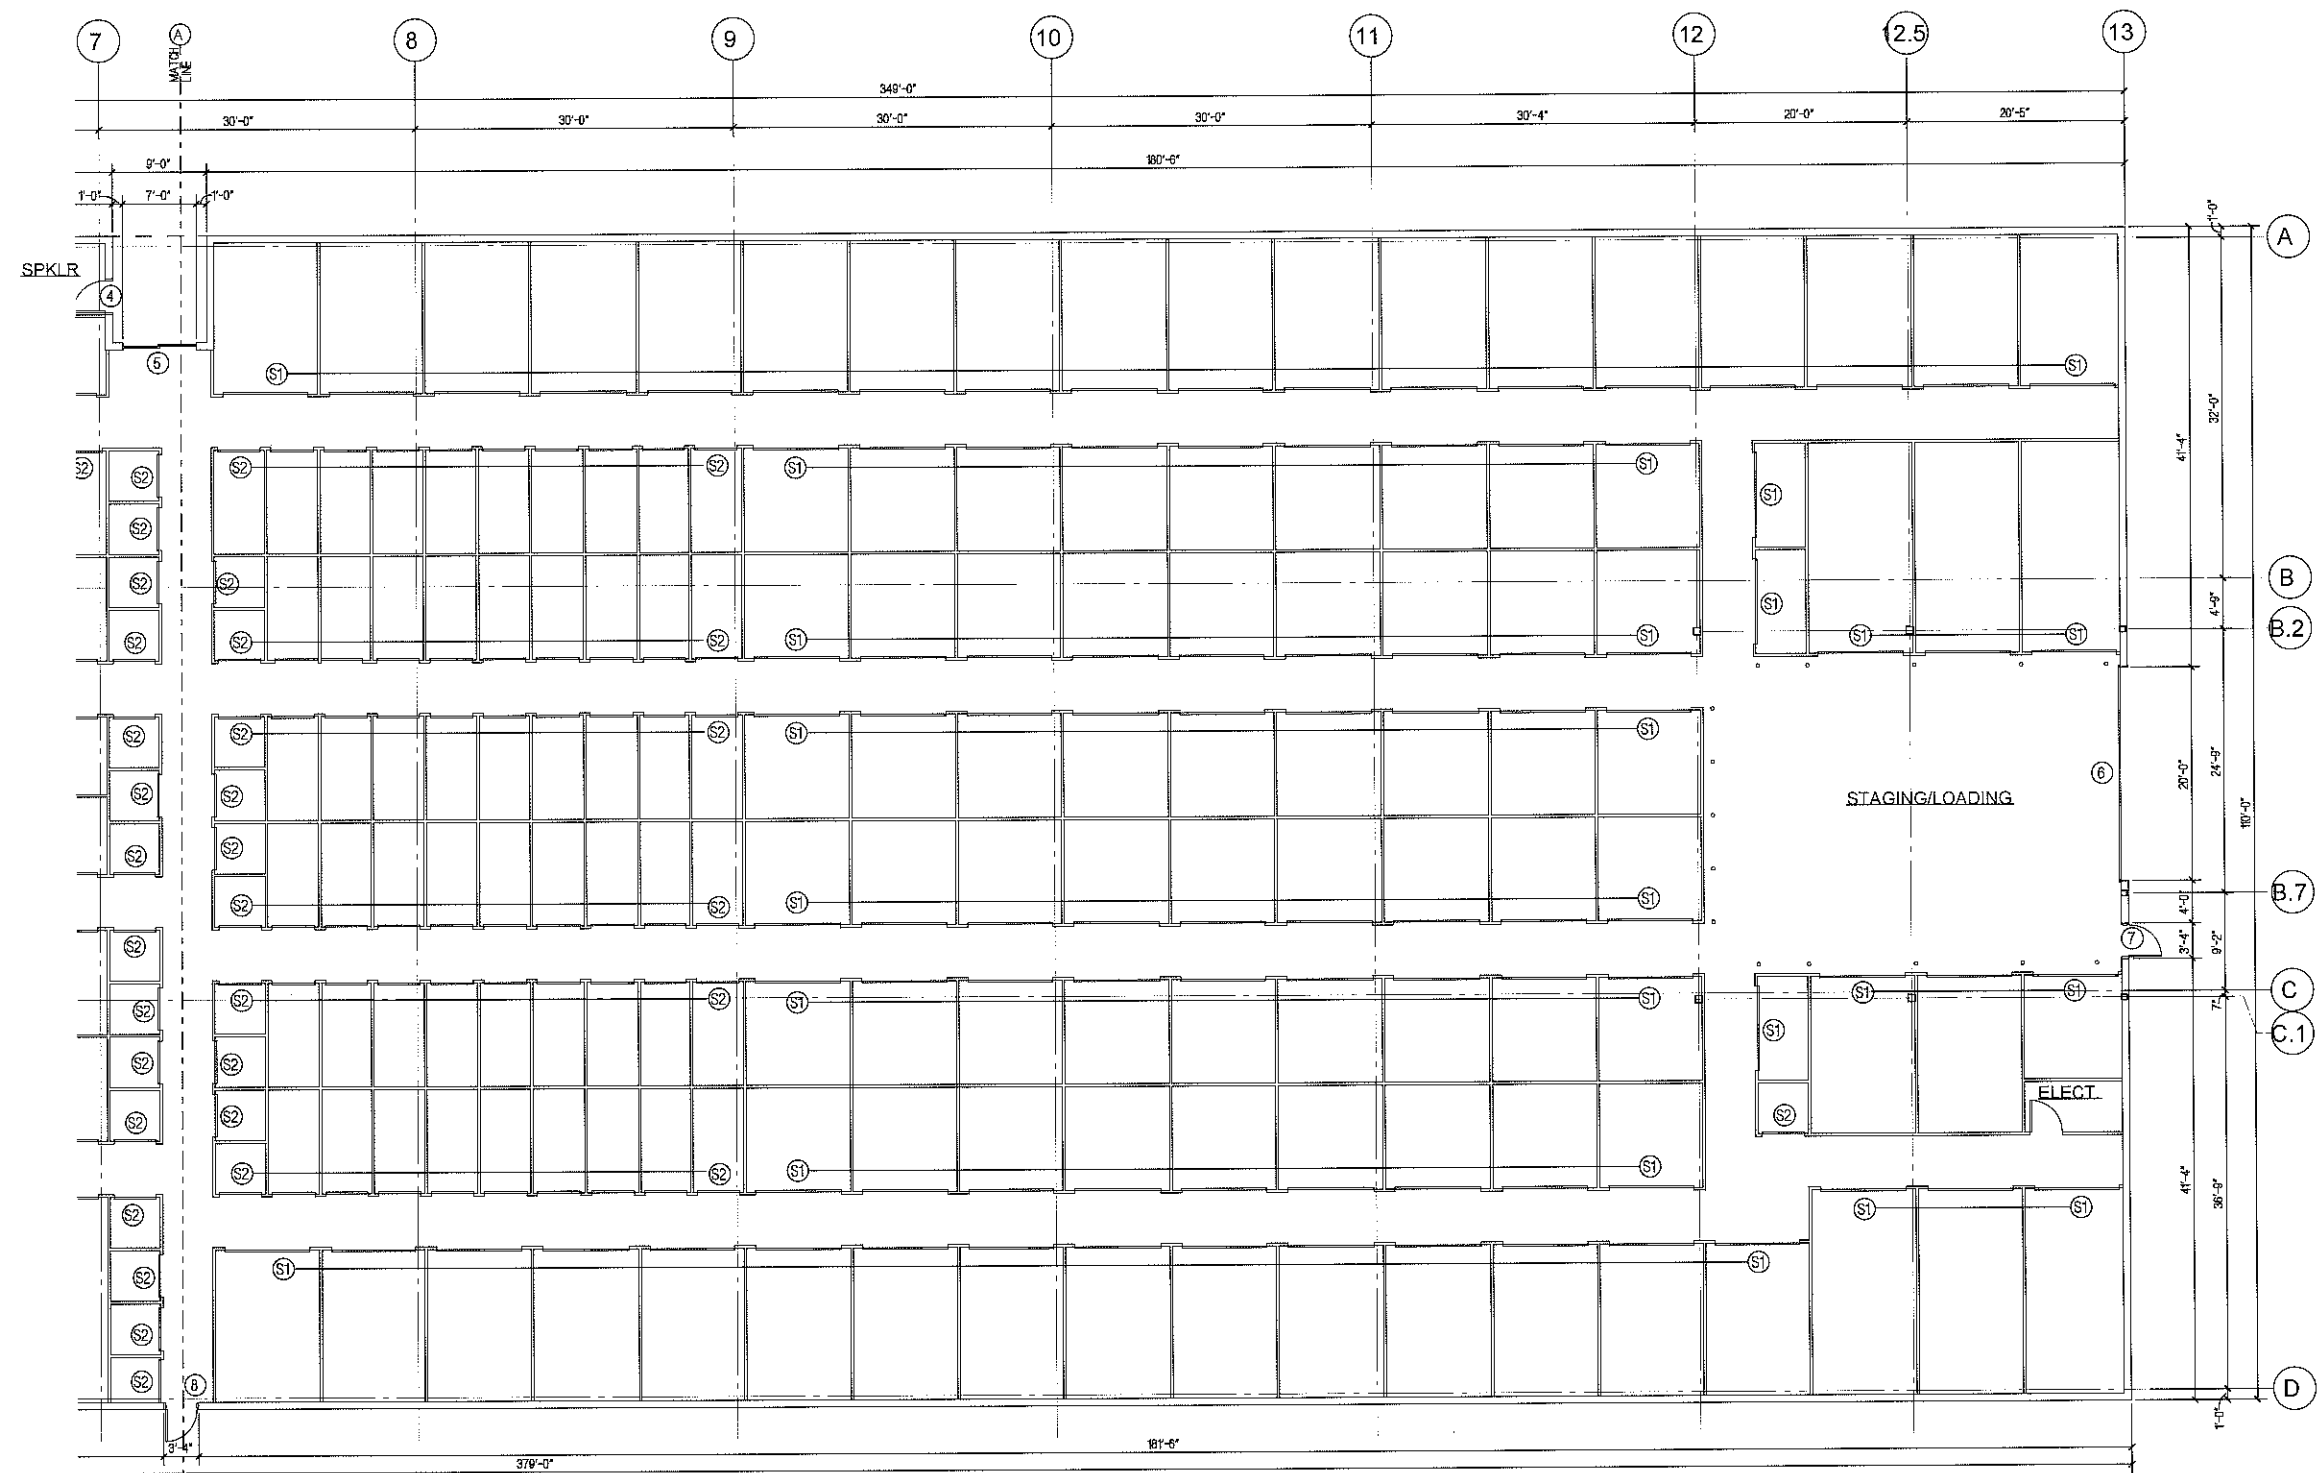 7 A 8 9 10 11 12 12.5 13
MATCH
LINE
349'-0"
30'-0" 30'-0" 30'-0" 30'-0" 30'-4" 20'-0" 20'-5"
9'-0" 180'-6"
1'-0" 7'-0" 1'-0"
1'-0"
A
SPKLR
4
5
S1 S1
32'-0"
41'-4"
S2 S2 S2 S2 S1 S1
S1
S2
S2 S2 B
S1
4'-9"
S2 S2 S2 S1 S1 S1 S1 B.2
S2 S2 S2 S1 S1
24'-9"
6
20'-0"
S2 S2
STAGING/LOADING
110'-0"
S2 S2
S2 S2 S1 S1 B.7
4'-0"
7
3'-4"
9'-2"
S2
S2 S2 S1 S1 S1 S1 C
7"
S2
S1 C.1
S2 S2
ELECT
S2 S2 S2
S2 S2 S1 S1
41'-4"
36'-9"
S2 S1 S1
S2 S1 S1
S2
S2 8 D
1'-0"
3'-4" 181'-6"
379'-0"